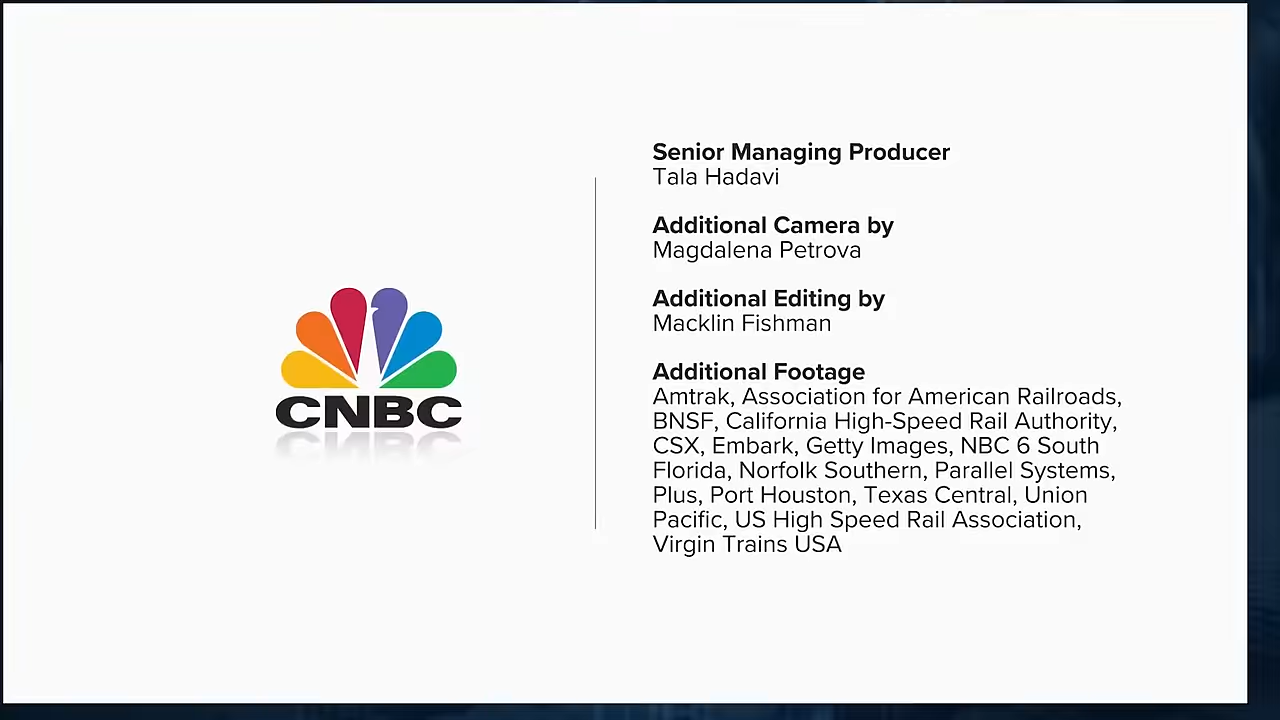 CNBC
Senior Managing Producer
Tala Hadavi
Additional Camera by
Magdalena Petrova
Additional Editing by
Macklin Fishman
Additional Footage
Amtrak, Association for American Railroads,
BNSF, California High-Speed Rail Authority,
CSX, Embark, Getty Images, NBC 6 South
Florida, Norfolk Southern, Parallel Systems,
Plus, Port Houston, Texas Central, Union
Pacific, US High Speed Rail Association,
Virgin Trains USA